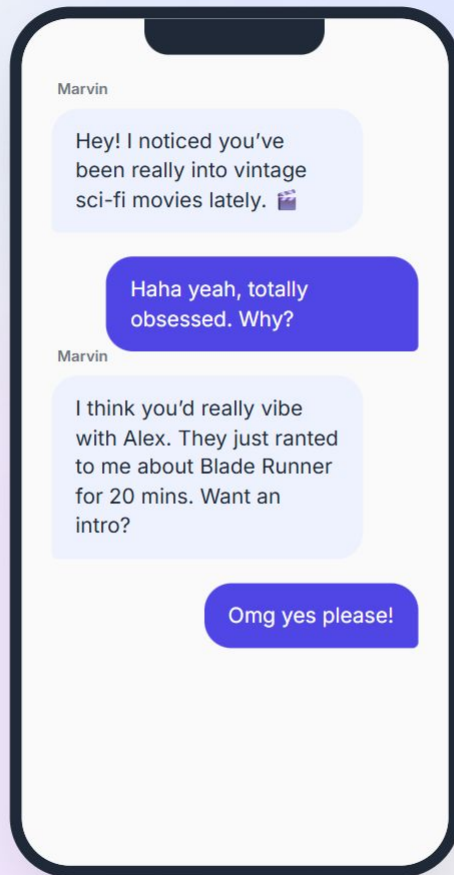 Marvin
Hey! I noticed you’ve
been really into vintage
sci-fi movies lately. 🎬
Haha yeah, totally
obsessed. Why?
Marvin
I think you’d really vibe
with Alex. They just ranted
to me about Blade Runner
for 20 mins. Want an
intro?
Omg yes please!